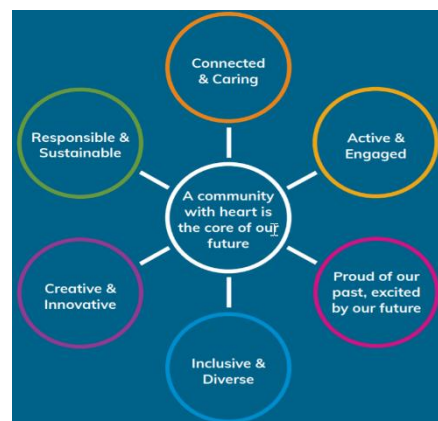 Connected
& Caring
Responsible &
Sustainable
Active &
Engaged
A community
with heart is
the core of our
future
Creative &
Innovative
Proud of our
past, excited
by our future
Inclusive &
Diverse